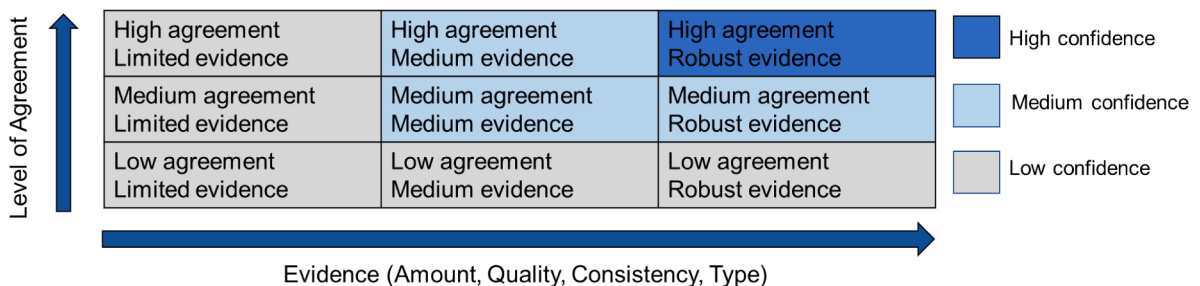 Level of Agreement
High agreement
Limited evidence
High agreement
Medium evidence
High agreement
Robust evidence
Medium agreement
Limited evidence
Medium agreement
Medium evidence
Medium agreement
Robust evidence
Low agreement
Limited evidence
Low agreement
Medium evidence
Low agreement
Robust evidence
Evidence (Amount, Quality, Consistency, Type)
High confidence
Medium confidence
Low confidence